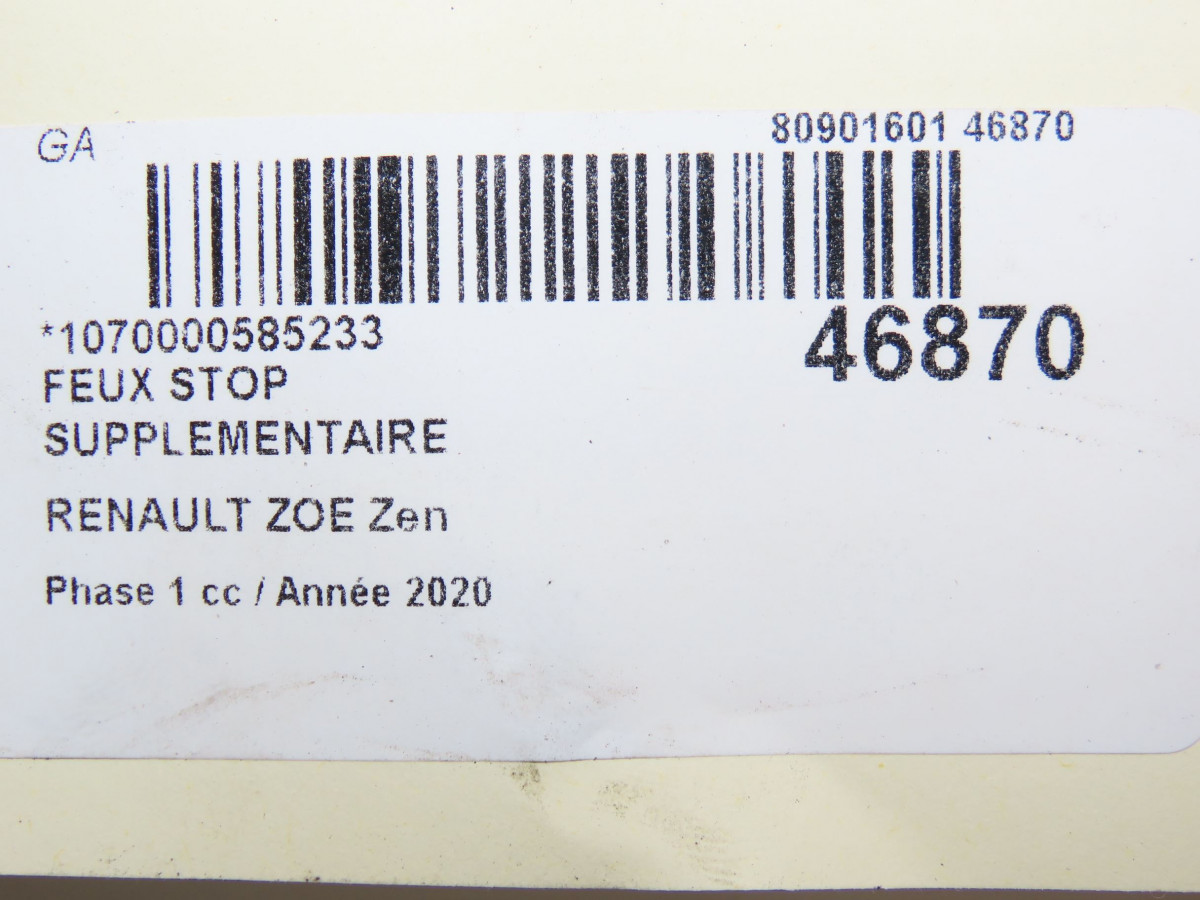 GA
80901601 46870
*1070000585233
46870
FEUX STOP
SUPPLEMENTAIRE
RENAULT ZOE Zen
Phase 1 cc / Année 2020